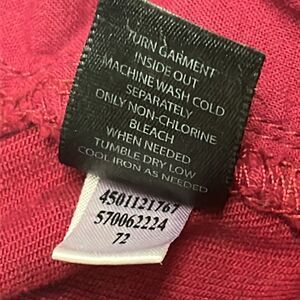 TURN GARMENT
INSIDE OUT
MACHINE WASH COLD
SEPARATELY
ONLY NON-CHLORINE
BLEACH
WHEN NEEDED
TUMBLE DRY LOW
COOL IRON AS NEEDED
4501121767
570062224
72